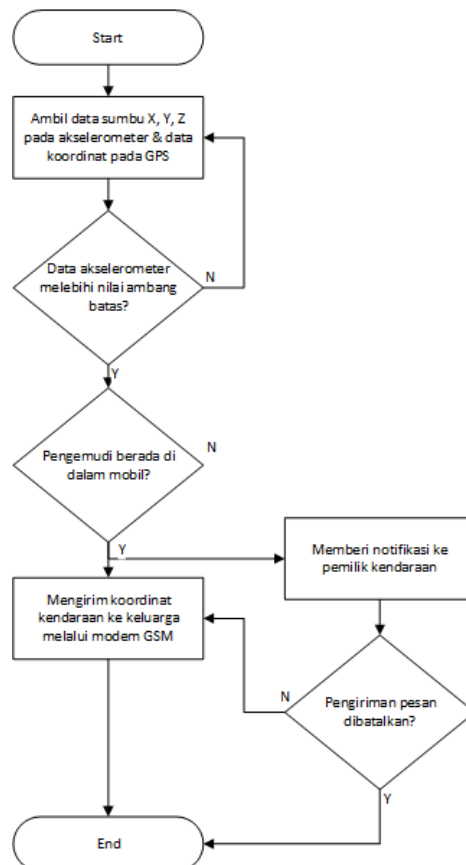 Start
Ambil data sumbu X, Y, Z
pada akselerometer & data
koordinat pada GPS
Data akselerometer
melebihi nilai ambang
batas?
N
Y
Pengemudi berada di
dalam mobil?
N
Y
Memberi notifikasi ke
pemilik kendaraan
Mengirim koordinat
kendaraan ke keluarga
melalui modem GSM
N
Pengiriman pesan
dibatalkan?
Y
End